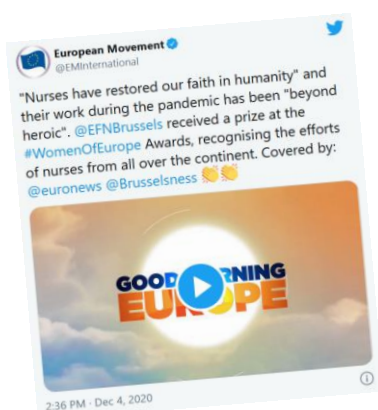 European Movement
@EMInternational
"Nurses have restored our faith in humanity" and
their work during the pandemic has been "beyond
heroic". @EFNBrussels received a prize at the
#WomenOfEurope Awards, recognising the efforts
of nurses from all over the continent. Covered by:
@euronews @Brusselsness 👏👏
GOOD MORNING
EUROPE
2:36 PM · Dec 4, 2020